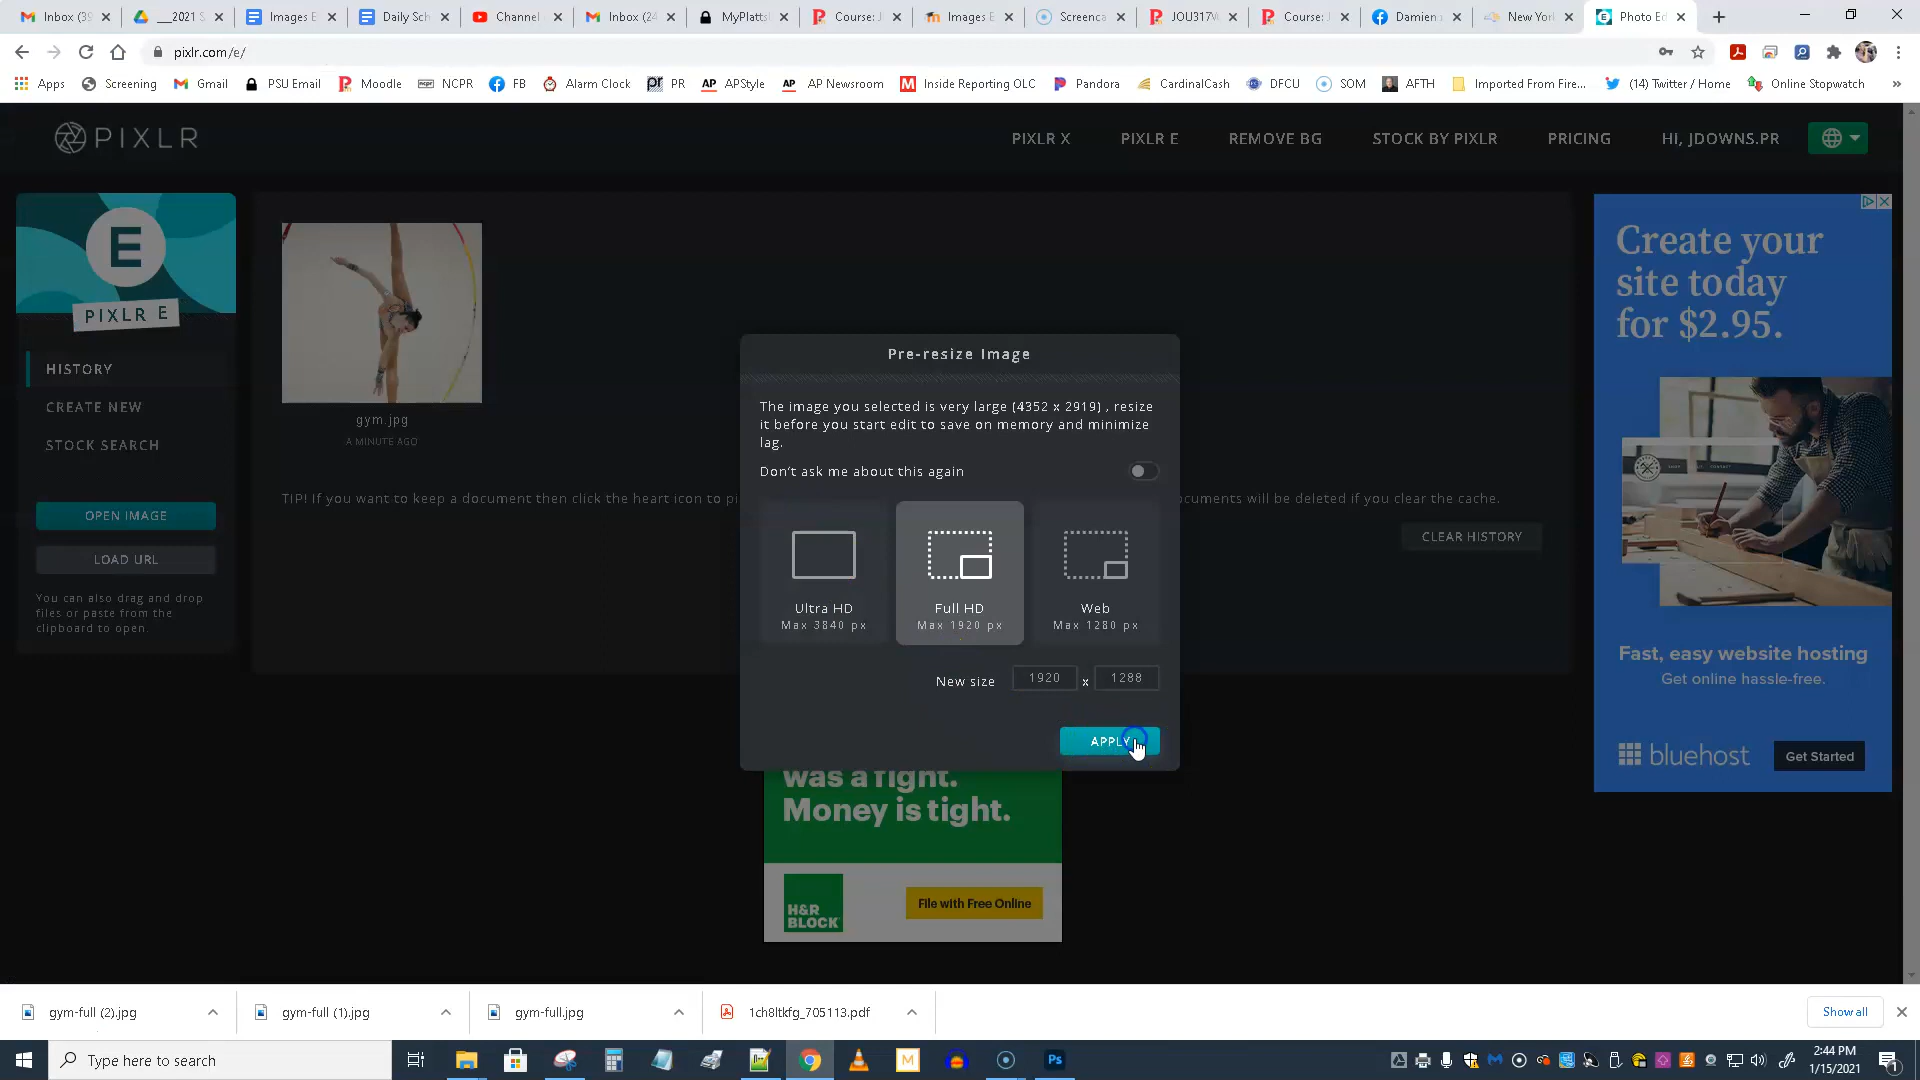 Inbox (39
___2021 S
Images E
Daily Sch
Channel
Inbox (24
MyPlatts
Course: J
Images E
Screenca
JOU317V
Course: J
Damien
New York
Photo Ed
pixlr.com/e/
Apps
Screening
Gmail
PSU Email
Moodle
NCPR
FB
Alarm Clock
PR
APStyle
AP Newsroom
Inside Reporting OLC
Pandora
CardinalCash
DFCU
SOM
AFTH
Imported From Fire...
(14) Twitter / Home
Online Stopwatch
PIXLR
PIXLR X
PIXLR E
REMOVE BG
STOCK BY PIXLR
PRICING
HI, JDOWNS.PR
E
PIXLR E
HISTORY
CREATE NEW
STOCK SEARCH
OPEN IMAGE
LOAD URL
You can also drag and drop
files or paste from the
clipboard to open.
gym.jpg
A MINUTE AGO
TIP! If you want to keep a document then click the heart icon to pi
ocuments will be deleted if you clear the cache.
CLEAR HISTORY
Pre-resize Image
The image you selected is very large (4352 x 2919) , resize
it before you start edit to save on memory and minimize
lag.
Don't ask me about this again
Ultra HD
Max 3840 px
Full HD
Max 1920 px
Web
Max 1280 px
New size
1920
x
1288
APPLY
was a fight.
Money is tight.
H&R
BLOCK
File with Free Online
Create your
site today
for $2.95.
Fast, easy website hosting
Get online hassle-free.
bluehost
Get Started
gym-full (2).jpg
gym-full (1).jpg
gym-full.jpg
1ch8ltkfg_705113.pdf
Show all
Type here to search
M
Ps
2:44 PM
1/15/2021
1